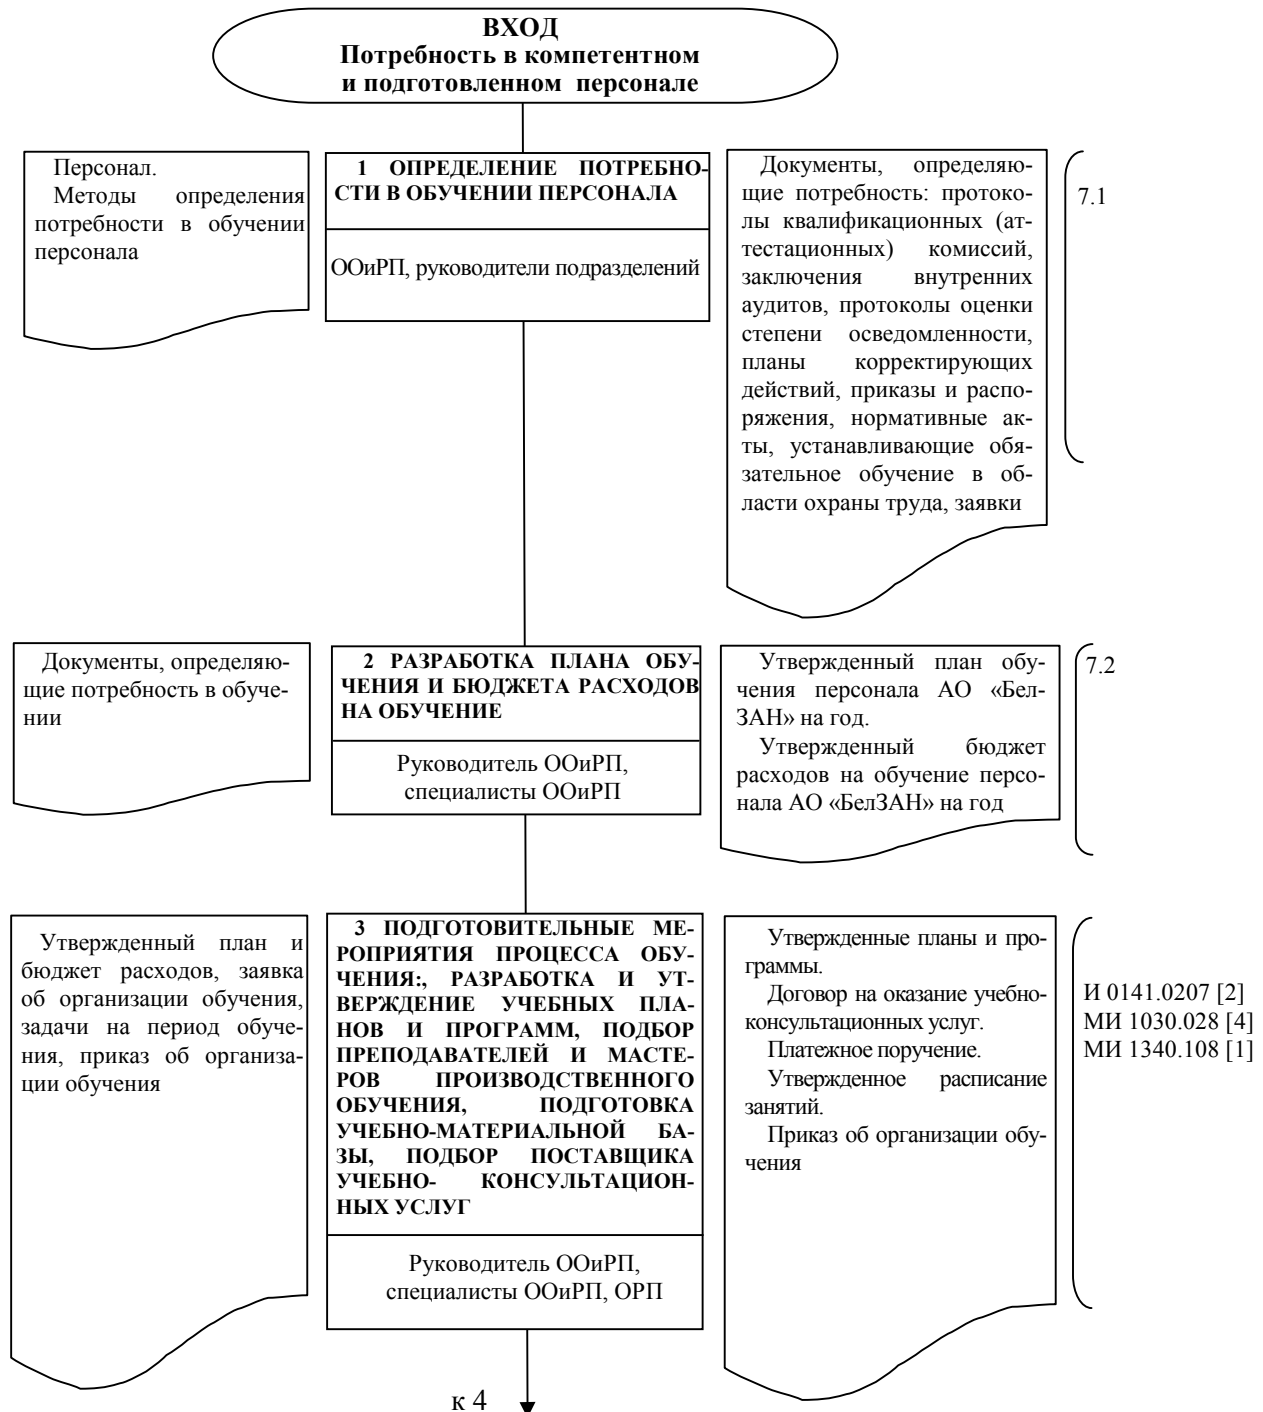 ВХОД
Потребность в компетентном
и подготовленном персонале
Персонал.
Методы определения
потребности в обучении
персонала
1 ОПРЕДЕЛЕНИЕ ПОТРЕБНО-
СТИ В ОБУЧЕНИИ ПЕРСОНАЛА
ООиРП, руководители подразделений
Документы, определяю-
щие потребность: протоко-
лы квалификационных (ат-
тестационных) комиссий,
заключения внутренних
аудитов, протоколы оценки
степени осведомленности,
планы корректирующих
действий, приказы и распо-
ряжения, нормативные ак-
ты, устанавливающие обя-
зательное обучение в об-
ласти охраны труда, заявки
7.1
Документы, определяю-
щие потребность в обуче-
нии
2 РАЗРАБОТКА ПЛАНА ОБУ-
ЧЕНИЯ И БЮДЖЕТА РАСХОДОВ
НА ОБУЧЕНИЕ
Руководитель ООиРП,
специалисты ООиРП
Утвержденный план обу-
чения персонала АО «Бел-
ЗАН» на год.
Утвержденный бюджет
расходов на обучение персо-
нала АО «БелЗАН» на год
7.2
Утвержденный план и
бюджет расходов, заявка
об организации обучения,
задачи на период обуче-
ния, приказ об организа-
ции обучения
3 ПОДГОТОВИТЕЛЬНЫЕ МЕ-
РОПРИЯТИЯ ПРОЦЕССА ОБУ-
ЧЕНИЯ:, РАЗРАБОТКА И УТ-
ВЕРЖДЕНИЕ УЧЕБНЫХ ПЛА-
НОВ И ПРОГРАММ, ПОДБОР
ПРЕПОДАВАТЕЛЕЙ И МАСТЕ-
РОВ ПРОИЗВОДСТВЕННОГО
ОБУЧЕНИЯ, ПОДГОТОВКА
УЧЕБНО-МАТЕРИАЛЬНОЙ БА-
ЗЫ, ПОДБОР ПОСТАВЩИКА
УЧЕБНО- КОНСУЛЬТАЦИОН-
НЫХ УСЛУГ
Руководитель ООиРП,
специалисты ООиРП, ОРП
Утвержденные планы и про-
граммы.
Договор на оказание учебно-
консультационных услуг.
Платежное поручение.
Утвержденное расписание
занятий.
Приказ об организации обу-
чения
И 0141.0207 [2]
МИ 1030.028 [4]
МИ 1340.108 [1]
к 4